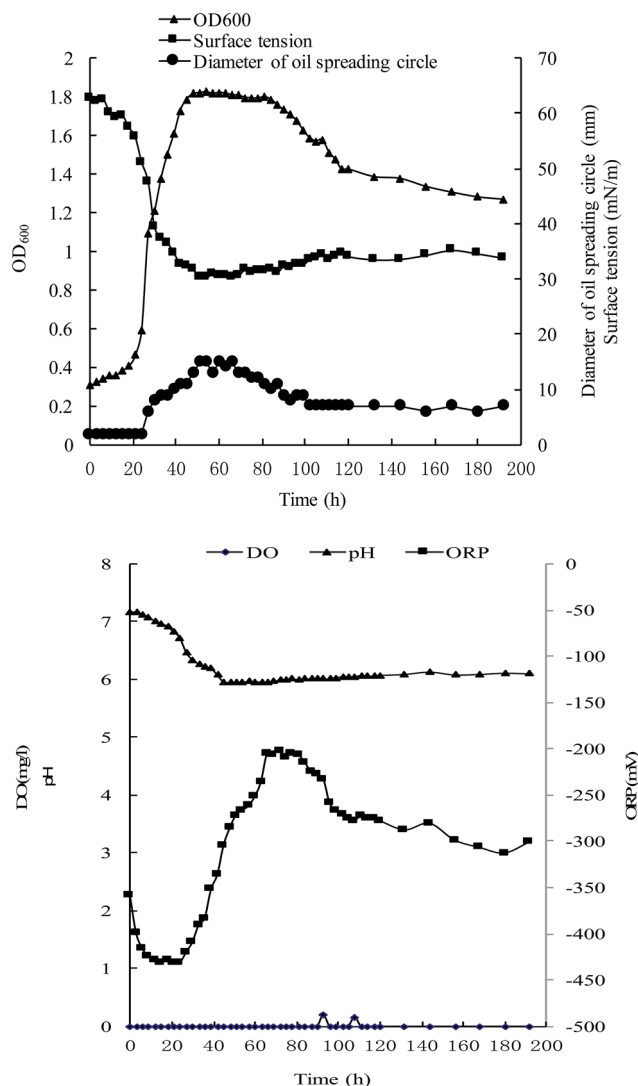 OD600
Surface tension
Diameter of oil spreading circle
2
1.8
1.6
1.4
1.2
1
0.8
0.6
0.4
0.2
0
OD600
70
60
50
40
30
20
10
0
Diameter of oil spreading circle (mm)
Surface tension (mN/m)
0 20 40 60 80 100 120 140 160 180 200
Time (h)
DO pH ORP
8
7
6
5
4
3
2
1
0
DO(mg/l)
pH
0
-50
-100
-150
-200
-250
-300
-350
-400
-450
-500
ORP(mV)
0 20 40 60 80 100 120 140 160 180 200
Time (h)